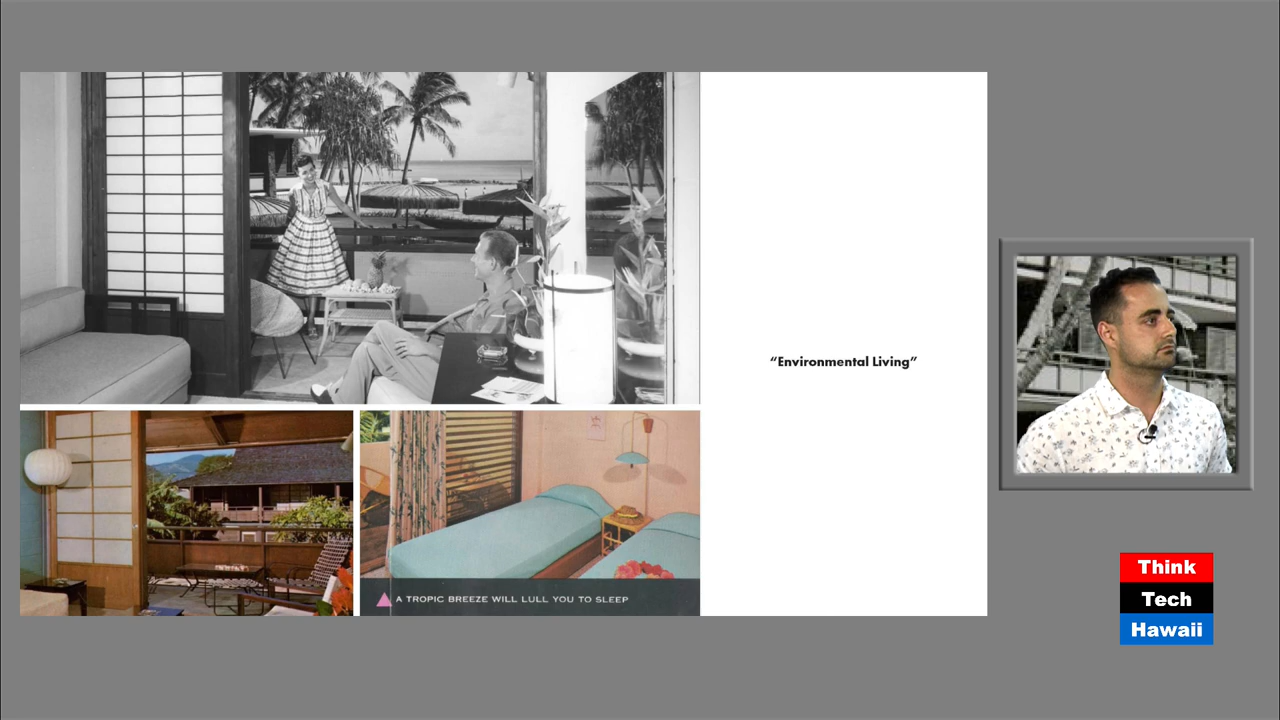 “Environmental Living”
A TROPIC BREEZE WILL LULL YOU TO SLEEP
Think
Tech
Hawaii